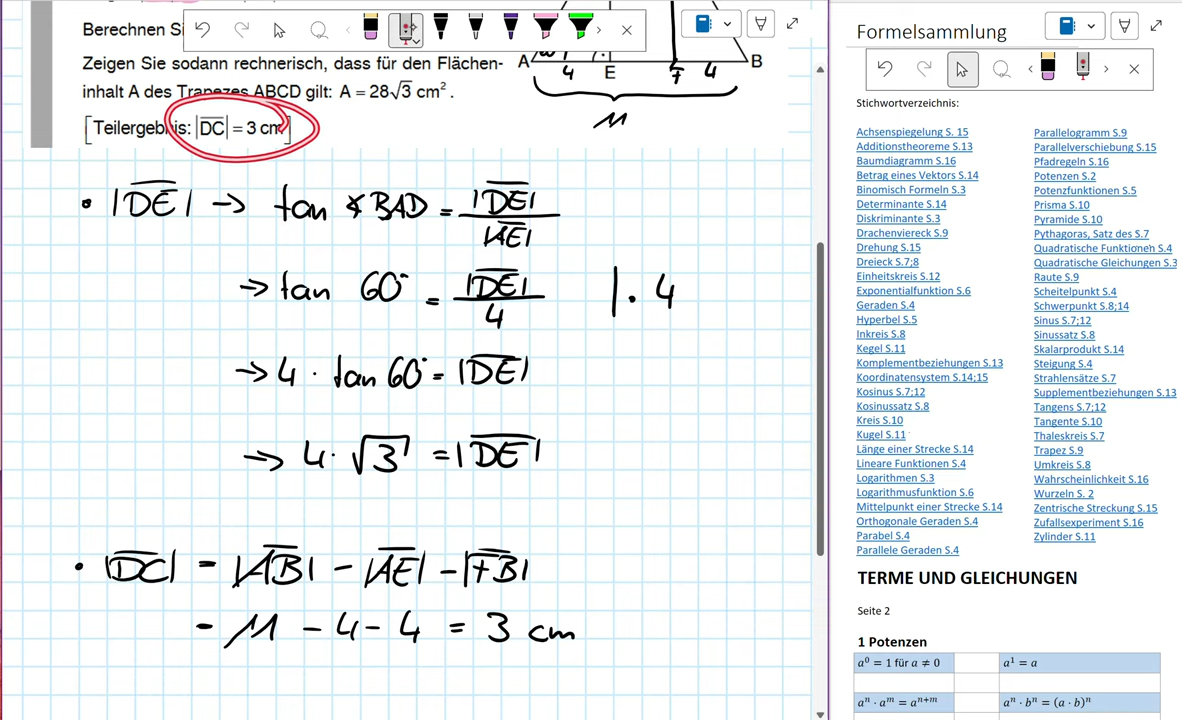 Berechnen Si
Zeigen Sie sodann rechnerisch, dass für den Flächen-
inhalt A des Trapezes ABCD gilt: A = 28√3 cm².
[Teilergebnis: |DC| = 3 cm]
A
4
E
F
4
B
11
• |DE| → tan ∢BAD = |DE| / |AE|
→ tan 60° = |DE| / 4 | · 4
→ 4 · tan 60° = |DE|
→ 4 · √3 = |DE|
• |DC| = |AB| - |AE| - |FB|
= 11 - 4 - 4 = 3 cm
Formelsammlung
Stichwortverzeichnis:
Achsenspiegelung S. 15
Additionstheoreme S.13
Baumdiagramm S.16
Betrag eines Vektors S.14
Binomisch Formeln S.3
Determinante S.14
Diskriminante S.3
Drachenviereck S.9
Drehung S.15
Dreieck S.7;8
Einheitskreis S.12
Exponentialfunktion S.6
Geraden S.4
Hyperbel S.5
Inkreis S.8
Kegel S.11
Komplementbeziehungen S.13
Koordinatensystem S.14;15
Kosinus S.7;12
Kosinussatz S.8
Kreis S.10
Kugel S.11
Länge einer Strecke S.14
Lineare Funktionen S.4
Logarithmen S.3
Logarithmusfunktion S.6
Mittelpunkt einer Strecke S.14
Orthogonale Geraden S.4
Parabel S.4
Parallele Geraden S.4
Parallelogramm S.9
Parallelverschiebung S.15
Pfadregeln S.16
Potenzen S.2
Potenzfunktionen S.5
Prisma S.10
Pyramide S.10
Pythagoras, Satz des S.7
Quadratische Funktionen S.4
Quadratische Gleichungen S.3
Raute S.9
Scheitelpunkt S.4
Schwerpunkt S.8;14
Sinus S.7;12
Sinussatz S.8
Skalarprodukt S.14
Steigung S.4
Strahlensätze S.7
Supplementbeziehungen S.13
Tangens S.7;12
Tangente S.10
Thaleskreis S.7
Trapez S.9
Umkreis S.8
Wahrscheinlichkeit S.16
Wurzeln S. 2
Zentrische Streckung S.15
Zufallsexperiment S.16
Zylinder S.11
TERME UND GLEICHUNGEN
Seite 2
1 Potenzen
a⁰ = 1 für a ≠ 0 a¹ = a
aⁿ · aᵐ = aⁿ⁺ᵐ aⁿ · bⁿ = (a · b)ⁿ